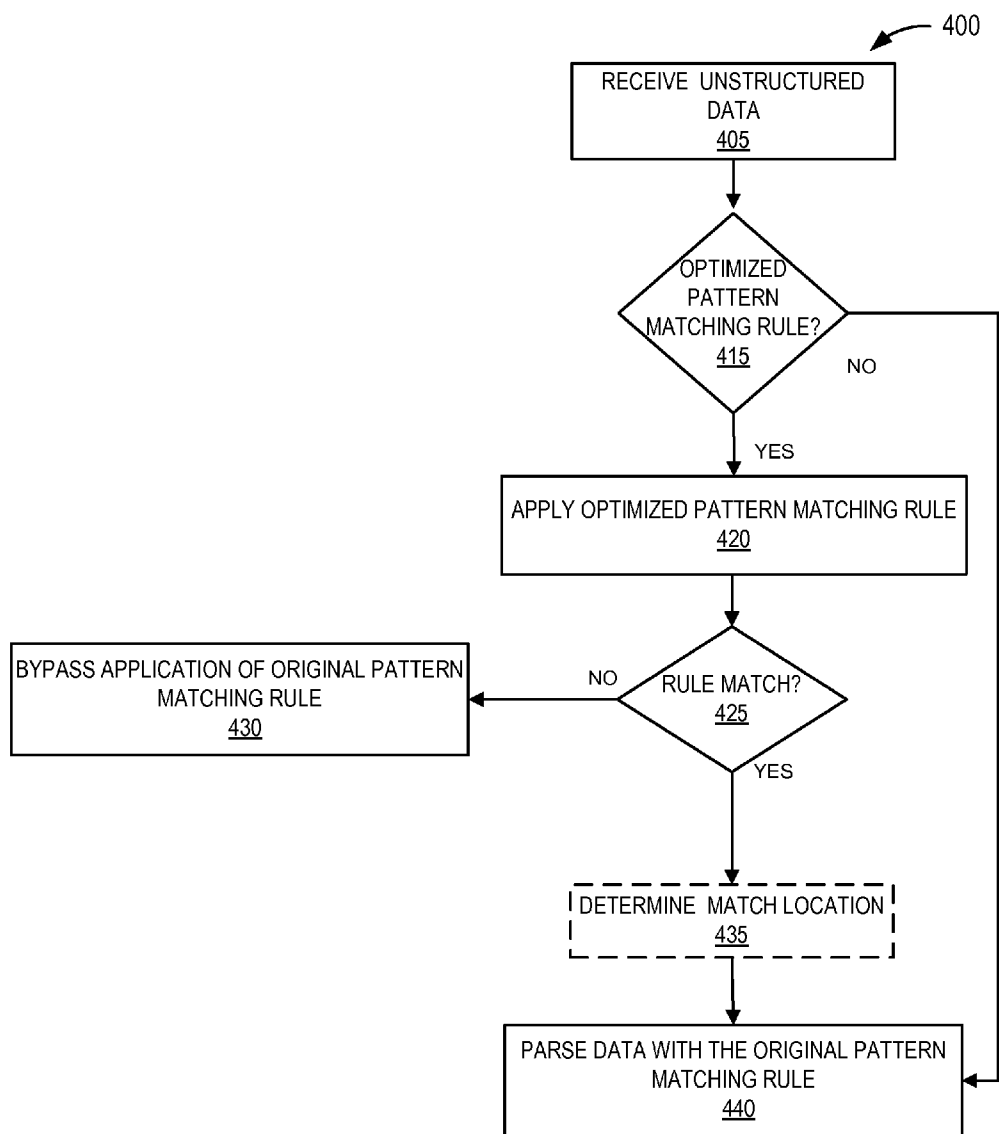 400
RECEIVE UNSTRUCTURED
DATA
405
OPTIMIZED
PATTERN
MATCHING RULE?
415
NO
YES
APPLY OPTIMIZED PATTERN MATCHING RULE
420
BYPASS APPLICATION OF ORIGINAL PATTERN
MATCHING RULE
430
NO
RULE MATCH?
425
YES
DETERMINE MATCH LOCATION
435
PARSE DATA WITH THE ORIGINAL PATTERN
MATCHING RULE
440